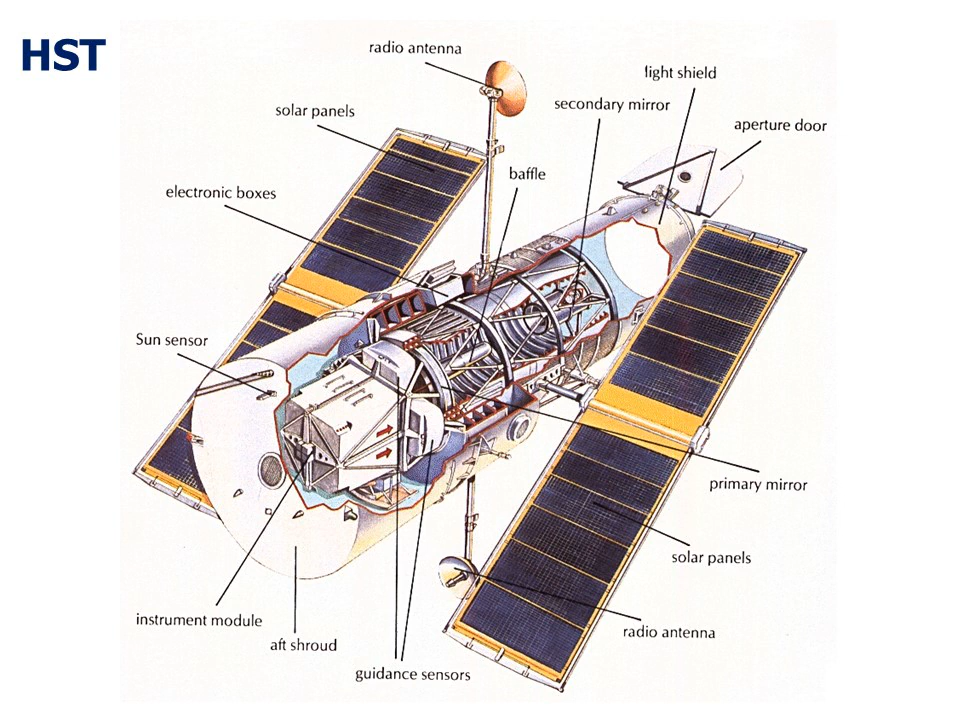 HST
radio antenna
light shield
secondary mirror
solar panels
aperture door
baffle
electronic boxes
Sun sensor
primary mirror
solar panels
instrument module
radio antenna
aft shroud
guidance sensors